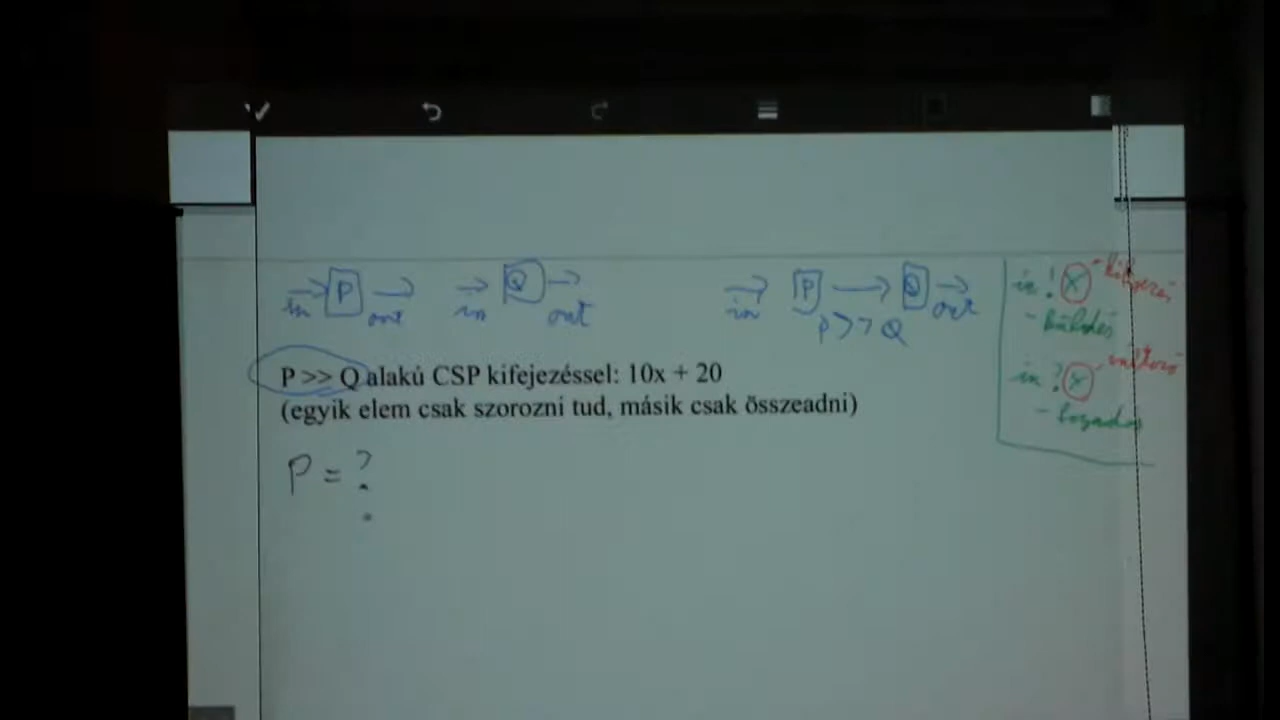 in P out in Q out in P Q out
P >> Q
in ! x - kifejezés
- küldés
in ? x - változó
- fogadás
P >> Q alakú CSP kifejezéssel: 10x + 20
(egyik elem csak szorozni tud, másik csak összeadni)
P = ?